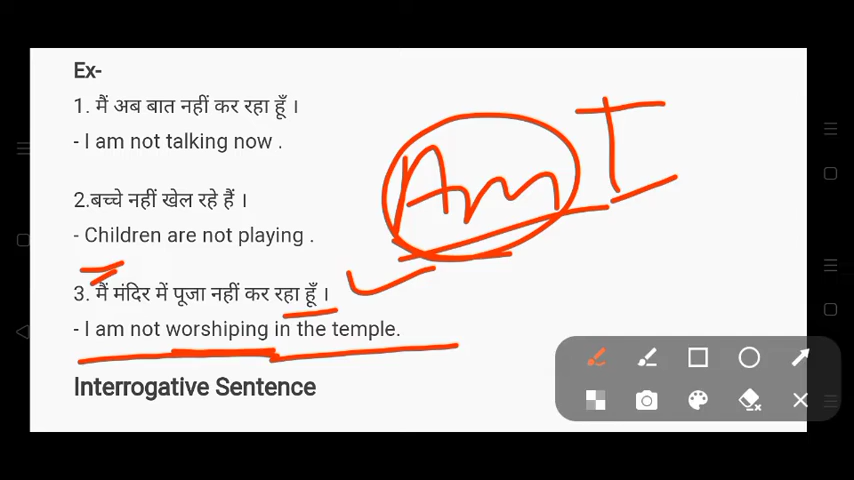 Ex-
1. मैं अब बात नहीं कर रहा हूँ ।
- I am not talking now .
2.बच्चे नहीं खेल रहे हैं ।
- Children are not playing .
3. मैं मंदिर में पूजा नहीं कर रहा हूँ ।
- I am not worshiping in the temple.
Interrogative Sentence
Am I